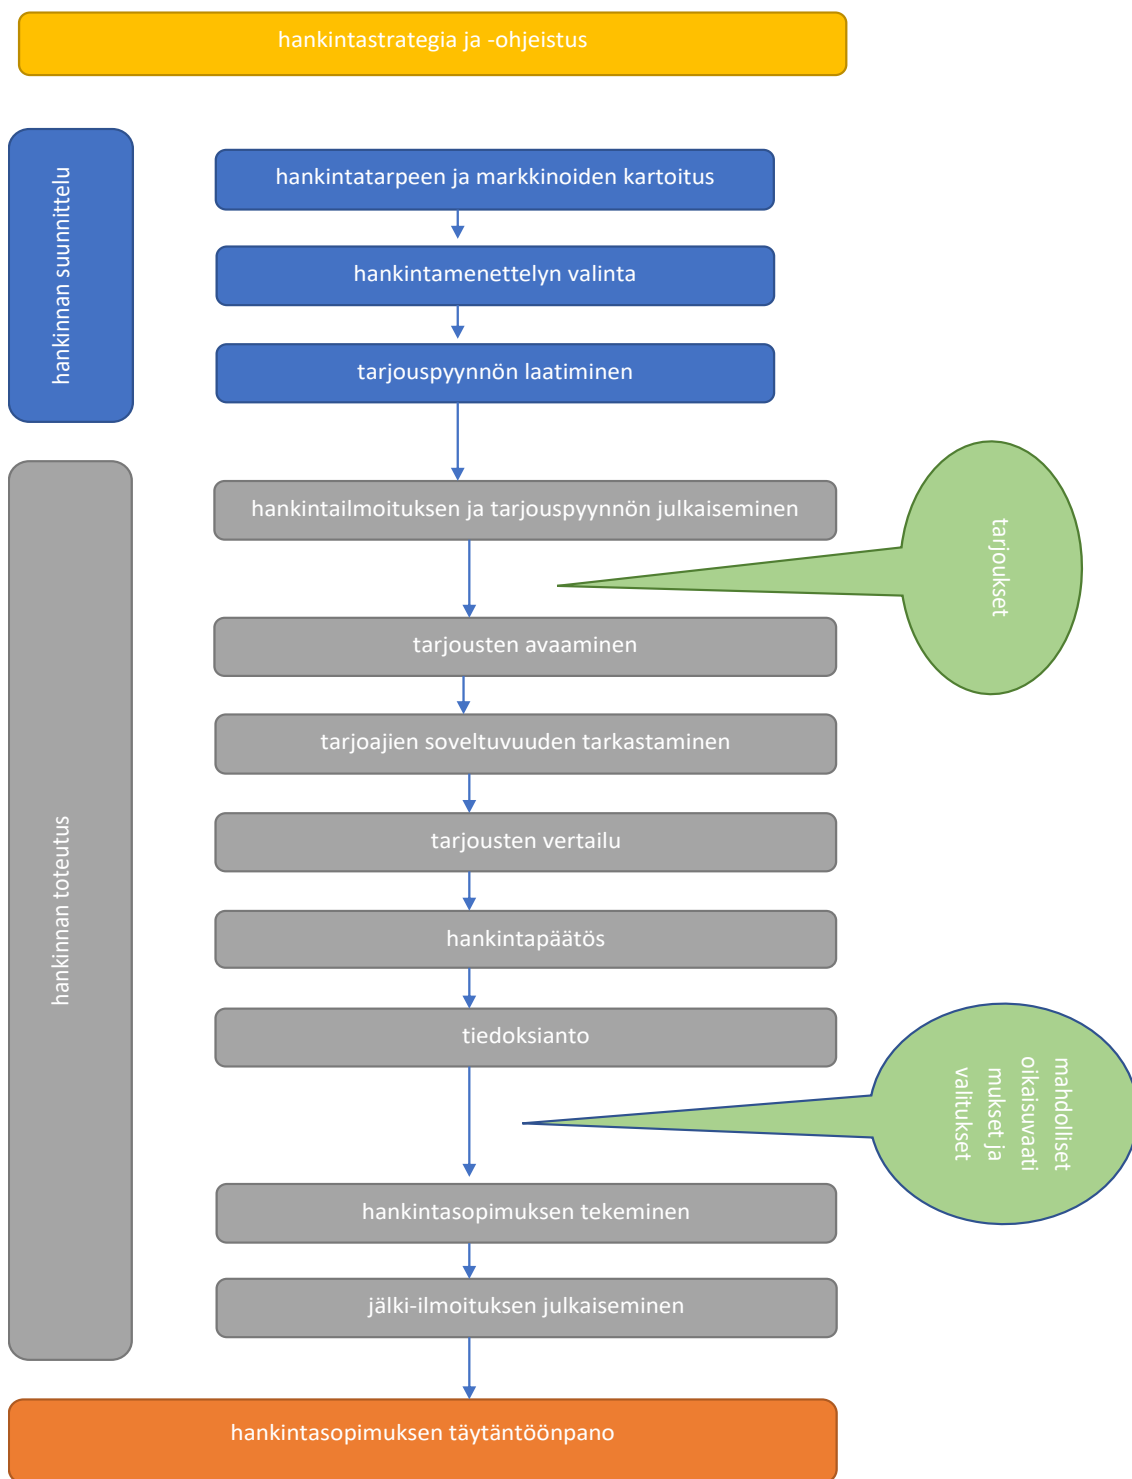 hankintastrategia ja -ohjeistus
hankinnan suunnittelu
hankintatarpeen ja markkinoiden kartoitus
hankintamenettelyn valinta
tarjouspyynnön laatiminen
hankinnan toteutus
hankintailmoituksen ja tarjouspyynnön julkaiseminen
tarjoukset
tarjousten avaaminen
tarjoajien soveltuvuuden tarkastaminen
tarjousten vertailu
hankintapäätös
tiedoksianto
mahdolliset
oikaisuvaati
mukset ja
valitukset
hankintasopimuksen tekeminen
jälki-ilmoituksen julkaiseminen
hankintasopimuksen täytäntöönpano